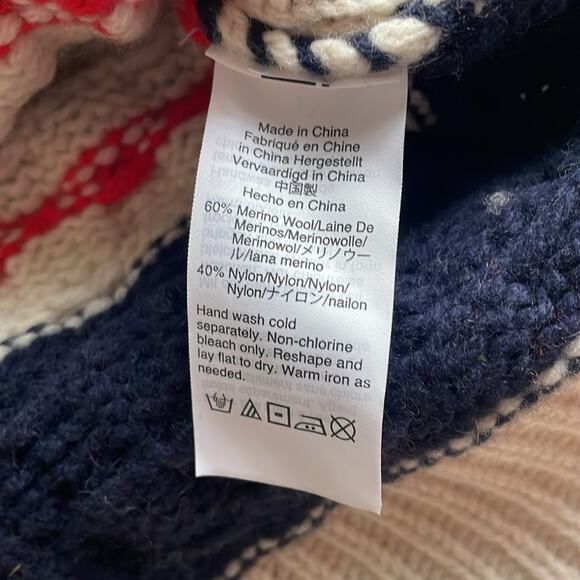 Made in China
Fabriqué en Chine
in China Hergestellt
Vervaardigd in China
中国製
Hecho en China
60% Merino Wool/Laine De
Merinos/Merinowolle/
Merinowol/メリノウー
ル/lana merino
40% Nylon/Nylon/Nylon/
Nylon/ナイロン/nailon
Hand wash cold
separately. Non-chlorine
bleach only. Reshape and
lay flat to dry. Warm iron as
needed.